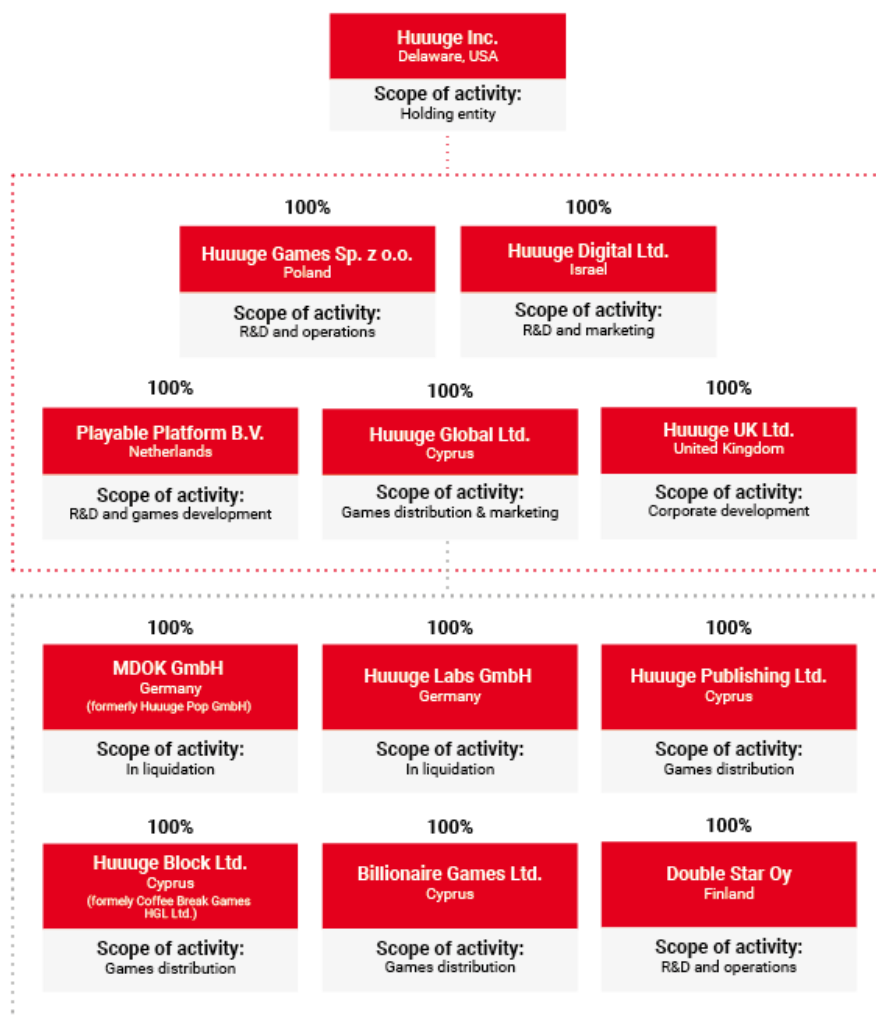 Huuuge Inc.
Delaware, USA
Scope of activity:
Holding entity
100%
100%
Huuuge Games Sp. z o.o.
Poland
Huuuge Digital Ltd.
Israel
Scope of activity:
R&D and operations
Scope of activity:
R&D and marketing
100%
100%
100%
Playable Platform B.V.
Netherlands
Huuuge Global Ltd.
Cyprus
Huuuge UK Ltd.
United Kingdom
Scope of activity:
R&D and games development
Scope of activity:
Games distribution & marketing
Scope of activity:
Corporate development
100%
100%
100%
MDOK GmbH
Germany
(formerly Huuuge Pop GmbH)
Huuuge Labs GmbH
Germany
Huuuge Publishing Ltd.
Cyprus
Scope of activity:
In liquidation
Scope of activity:
In liquidation
Scope of activity:
Games distribution
100%
100%
100%
Huuuge Block Ltd.
Cyprus
(formely Coffee Break Games
HGL Ltd.)
Billionaire Games Ltd.
Cyprus
Double Star Oy
Finland
Scope of activity:
Games distribution
Scope of activity:
Games distribution
Scope of activity:
R&D and operations